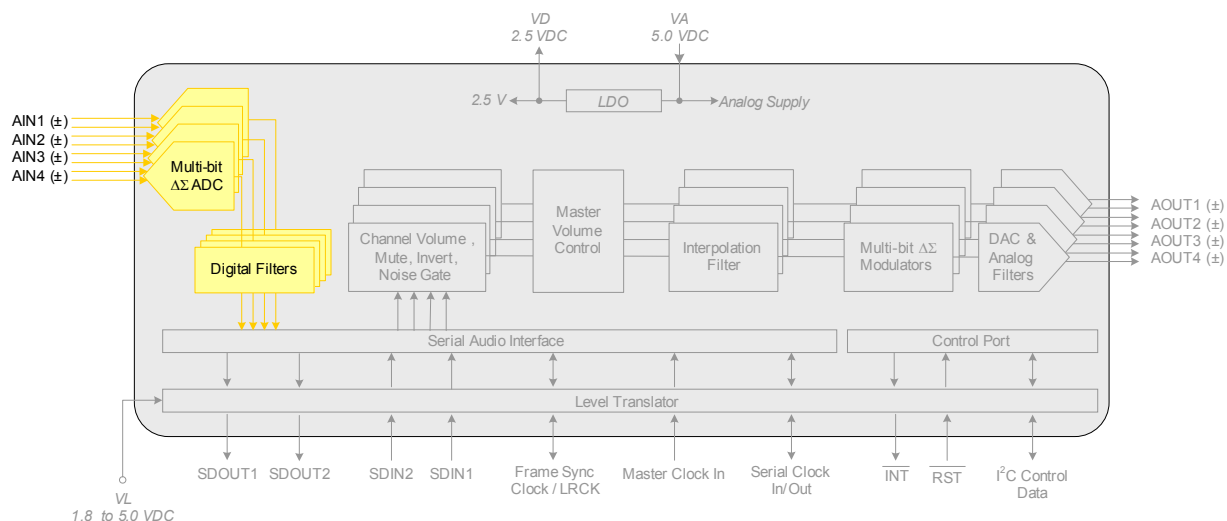 VD
2.5 VDC
VA
5.0 VDC
2.5 V
LDO
Analog Supply
AIN1 (±)
AIN2 (±)
AIN3 (±)
AIN4 (±)
Multi-bit
ΔΣ ADC
Digital Filters
Channel Volume ,
Mute, Invert,
Noise Gate
Master
Volume
Control
Interpolation
Filter
Multi-bit ΔΣ
Modulators
DAC &
Analog
Filters
AOUT1 (±)
AOUT2 (±)
AOUT3 (±)
AOUT4 (±)
Serial Audio Interface
Control Port
Level Translator
SDOUT1
SDOUT2
SDIN2
SDIN1
Frame Sync
Clock / LRCK
Master Clock In
Serial Clock
In/Out
INT
RST
I²C Control
Data
VL
1.8 to 5.0 VDC